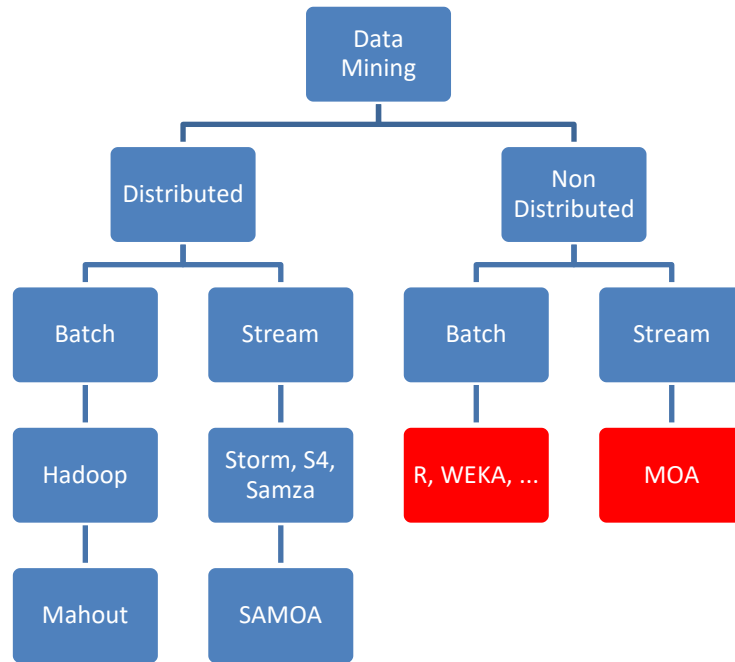 Data
Mining
Distributed
Non
Distributed
Batch
Stream
Batch
Stream
Hadoop
Storm, S4,
Samza
R, WEKA, ...
MOA
Mahout
SAMOA